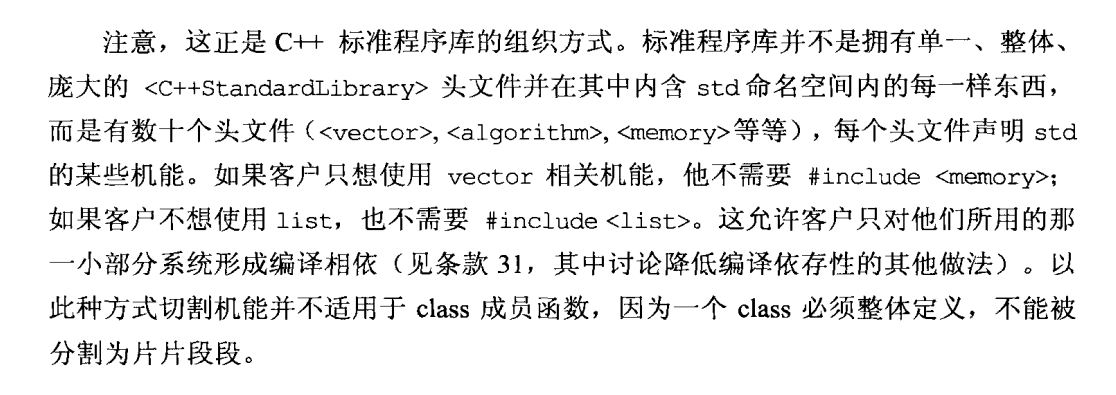 注意，这正是 C++ 标准程序库的组织方式。标准程序库并不是拥有单一、整体、
庞大的 <C++StandardLibrary> 头文件并在其中内含 std 命名空间内的每一样东西，
而是有数十个头文件（<vector>, <algorithm>, <memory>等等），每个头文件声明 std
的某些机能。如果客户只想使用 vector 相关机能，他不需要 #include <memory>；
如果客户不想使用 list，也不需要 #include <list>。这允许客户只对他们所用的那
一小部分系统形成编译相依（见条款 31，其中讨论降低编译依存性的其他做法）。以
此种方式切割机能并不适用于 class 成员函数，因为一个 class 必须整体定义，不能被
分割为片片段段。